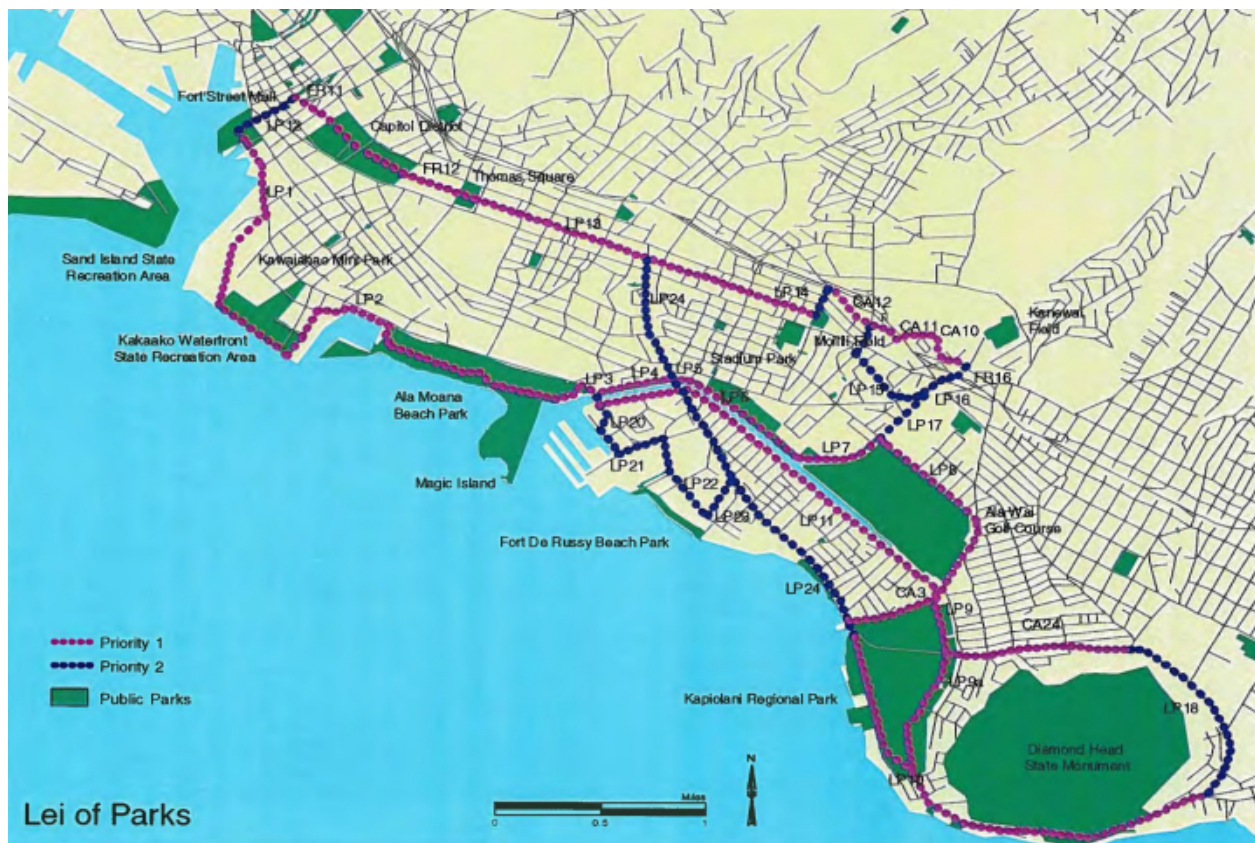 FR11
Fort Street Mall
LP12
Capitol District
FR12
Thomas Square
LP1
LP13
Sand Island State
Recreation Area
Kawaiahao Mini Park
LP24
LP14
CA12
CA11
CA10
Kanewai
Field
LP2
Kakaako Waterfront
State Recreation Area
Stadium Park
Moiliili Field
FR16
LP3
LP4
LP5
LP6
LP15
LP16
Ala Moana
Beach Park
LP20
LP17
LP7
LP21
LP8
Magic Island
LP22
LP23
LP11
Ala Wai
Golf Course
Fort De Russy Beach Park
LP24
CA3
LP9
CA24
Priority 1
Priority 2
Public Parks
LP9a
Kapiolani Regional Park
LP18
Diamond Head
State Monument
LP10
N
Miles
0
0.5
1
Lei of Parks